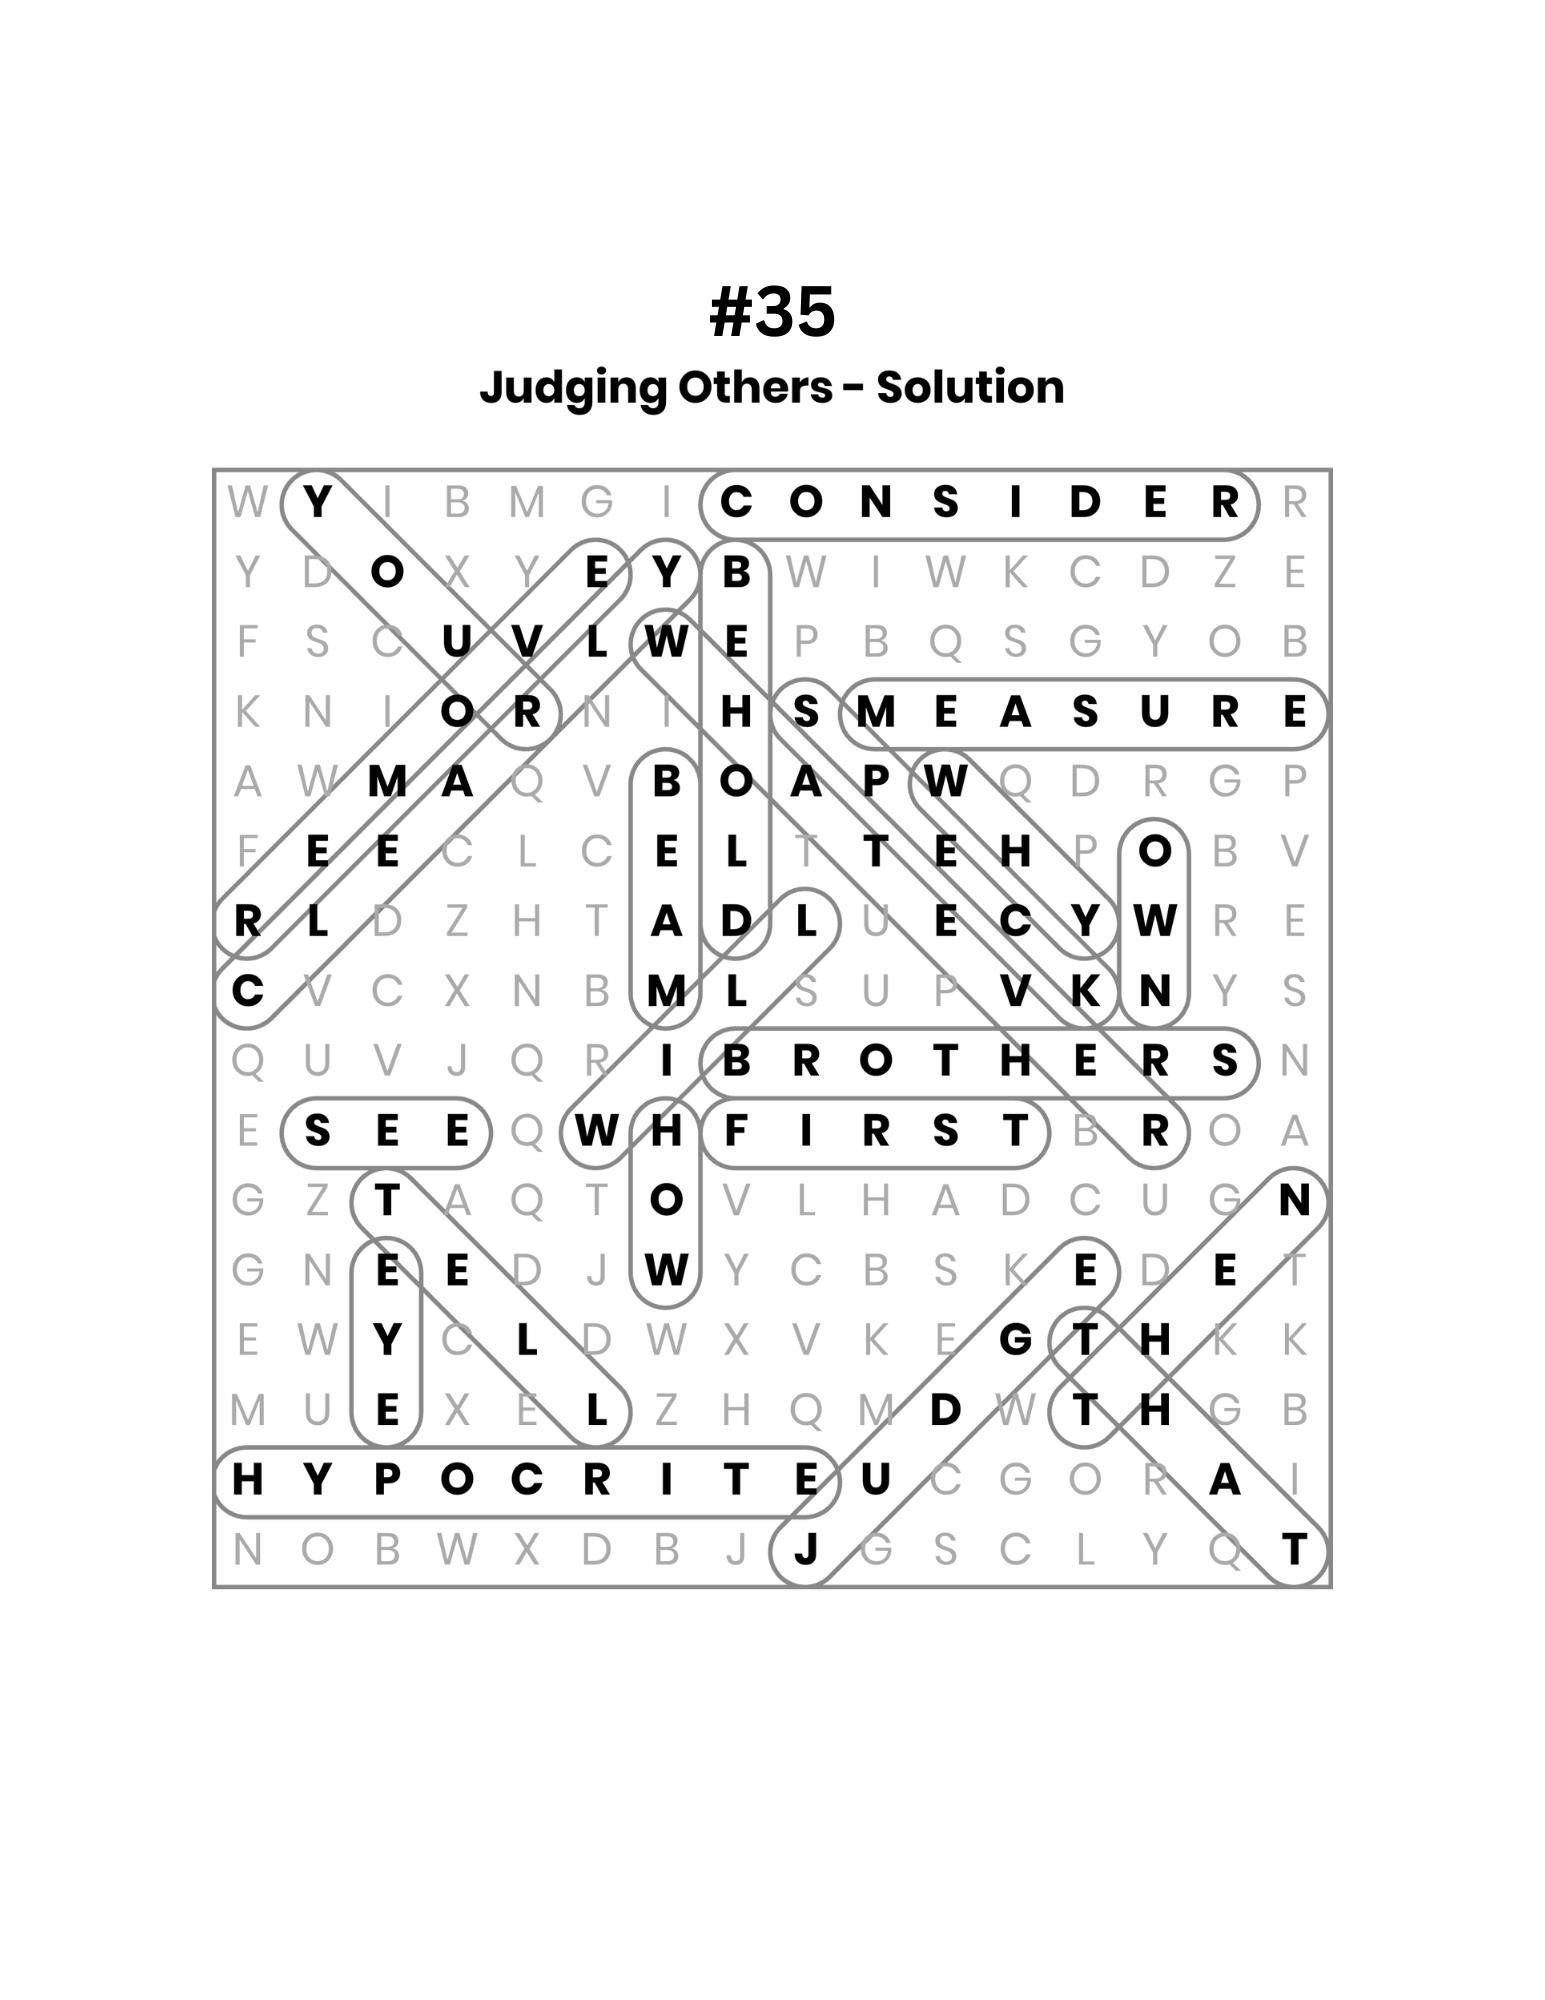 #35
Judging Others - Solution
W Y I B M G I C O N S I D E R R
Y D O X Y E Y B W I W K C D Z E
F S C U V L W E P B Q S G Y O B
K N I O R N I H S M E A S U R E
A W M A Q V B O A P W Q D R G P
F E E C L C E L T T E H P O B V
R L D Z H T A D L U E C Y W R E
C V C X N B M L S U P V K N Y S
Q U V J Q R I B R O T H E R S N
E S E E Q W H F I R S T B R O A
G Z T A Q T O V L H A D C U G N
G N E E D J W Y C B S K E D E T
E W Y C L D W X V K E G T H K K
M U E X E L Z H Q M D W T H G B
H Y P O C R I T E U C G O R A I
N O B W X D B J J G S C L Y Q T